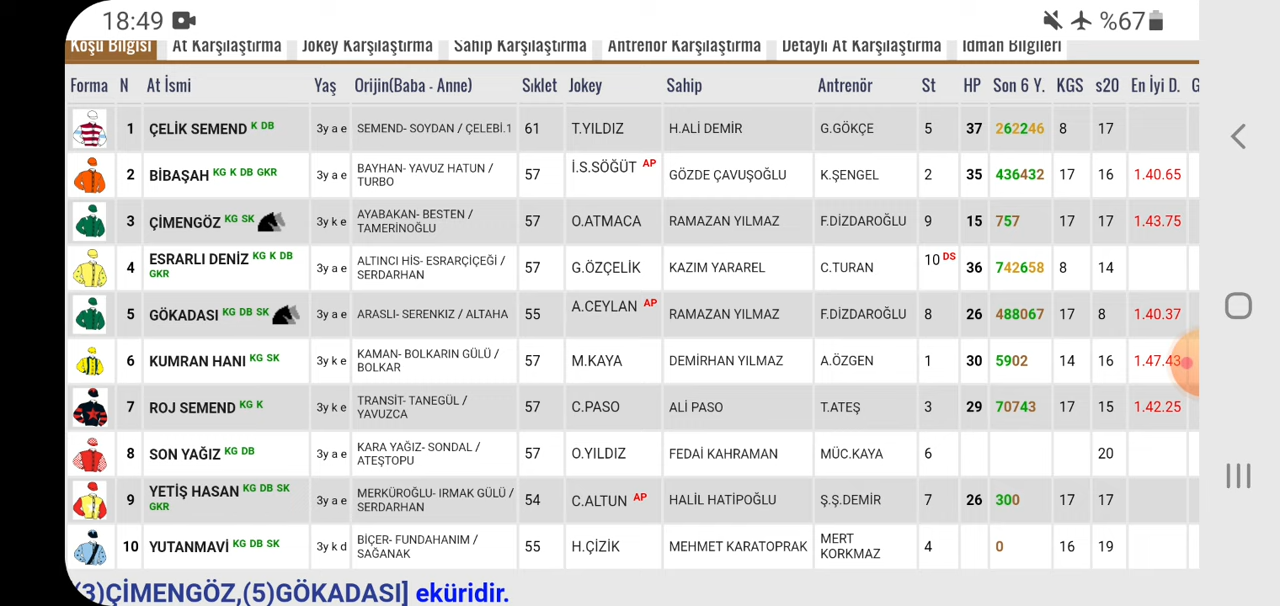 18:49 %67
Koşu Bilgisi At Karşılaştırma Jokey Karşılaştırma Sahip Karşılaştırma Antrenör Karşılaştırma Detaylı At Karşılaştırma İdman Bilgileri
Forma N At İsmi Yaş Orijin(Baba - Anne) Sıklet Jokey Sahip Antrenör St HP Son 6 Y. KGS s20 En İyi D. G
1 ÇELİK SEMEND K DB 3y a e SEMEND- SOYDAN / ÇELEBİ.1 61 T.YILDIZ H.ALİ DEMİR G.GÖKÇE 5 37 262246 8 17
2 BİBAŞAH KG K DB GKR 3y a e BAYHAN- YAVUZ HATUN / TURBO 57 İ.S.SÖĞÜT AP GÖZDE ÇAVUŞOĞLU K.ŞENGEL 2 35 436432 17 16 1.40.65
3 ÇİMENGÖZ KG SK 3y k e AYABAKAN- BESTEN / TAMERİNOĞLU 57 O.ATMACA RAMAZAN YILMAZ F.DİZDAROĞLU 9 15 757 17 17 1.43.75
4 ESRARLI DENİZ KG K DB GKR 3y a e ALTINCI HİS- ESRARÇİÇEĞİ / SERDARHAN 57 G.ÖZÇELİK KAZIM YARAREL C.TURAN 10 DS 36 742658 8 14
5 GÖKADASI KG DB SK 3y a e ARASLI- SERENKIZ / ALTAHA 55 A.CEYLAN AP RAMAZAN YILMAZ F.DİZDAROĞLU 8 26 488067 17 8 1.40.37
6 KUMRAN HANI KG SK 3y k e KAMAN- BOLKARIN GÜLÜ / BOLKAR 57 M.KAYA DEMİRHAN YILMAZ A.ÖZGEN 1 30 5902 14 16 1.47.43
7 ROJ SEMEND KG K 3y k e TRANSİT- TANEGÜL / YAVUZCA 57 C.PASO ALİ PASO T.ATEŞ 3 29 70743 17 15 1.42.25
8 SON YAĞIZ KG DB 3y a e KARA YAĞIZ- SONDAL / ATEŞTOPU 57 O.YILDIZ FEDAİ KAHRAMAN MÜC.KAYA 6 20
9 YETİŞ HASAN KG DB SK GKR 3y a e MERKÜROĞLU- IRMAK GÜLÜ / SERDARHAN 54 C.ALTUN AP HALİL HATİPOĞLU Ş.Ş.DEMİR 7 26 300 17 17
10 YUTANMAVİ KG DB SK 3y k d BİÇER- FUNDAHANIM / SAĞANAK 55 H.ÇİZİK MEHMET KARATOPRAK MERT KORKMAZ 4 0 16 19
(3)ÇİMENGÖZ,(5)GÖKADASI] eküridir.